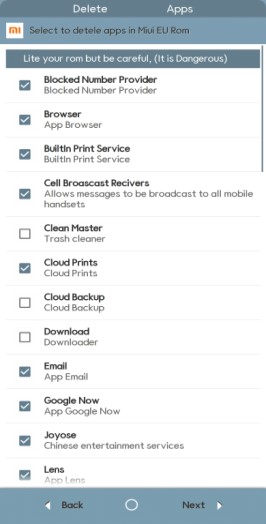 Delete Apps
Select to detele apps in Miui EU Rom
Lite your rom but be careful, (It is Dangerous)
Blocked Number Provider
Blocked Number Provider
Browser
App Browser
BuiltIn Print Service
BuiltIn Print Service
Cell Broascast Recivers
Allows messages to be broadcast to all mobile
handsets
Clean Master
Trash cleaner
Cloud Prints
Cloud Prints
Cloud Backup
Cloud Backup
Download
Downloader
Email
App Email
Google Now
App Google Now
Joyose
Chinese entertainment services
Lens
App Lens
Back Next